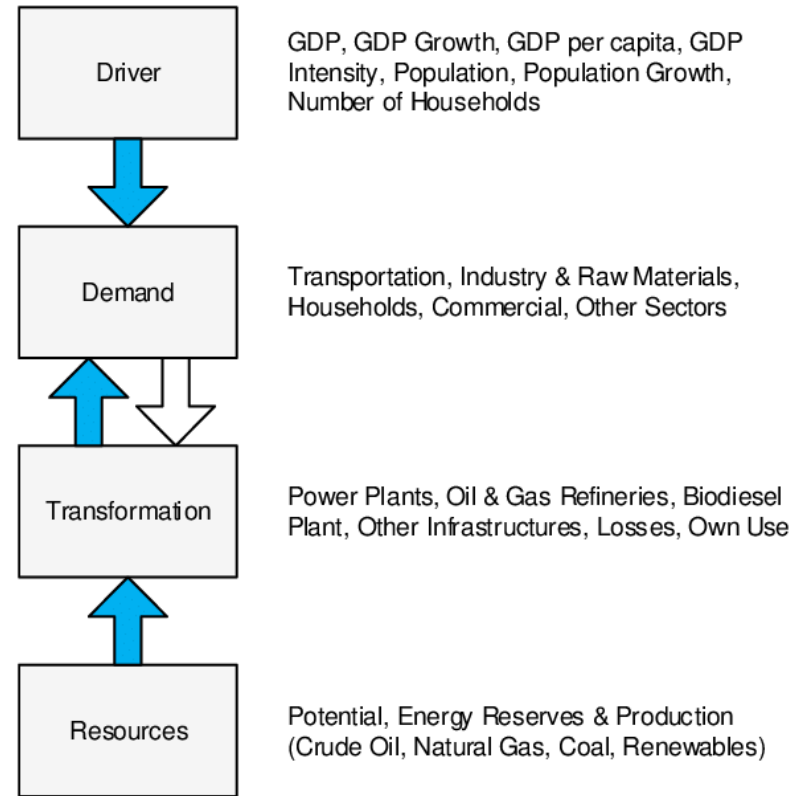 Driver
GDP, GDP Growth, GDP per capita, GDP
Intensity, Population, Population Growth,
Number of Households
Demand
Transportation, Industry & Raw Materials,
Households, Commercial, Other Sectors
Transformation
Power Plants, Oil & Gas Refineries, Biodiesel
Plant, Other Infrastructures, Losses, Own Use
Resources
Potential, Energy Reserves & Production
(Crude Oil, Natural Gas, Coal, Renewables)